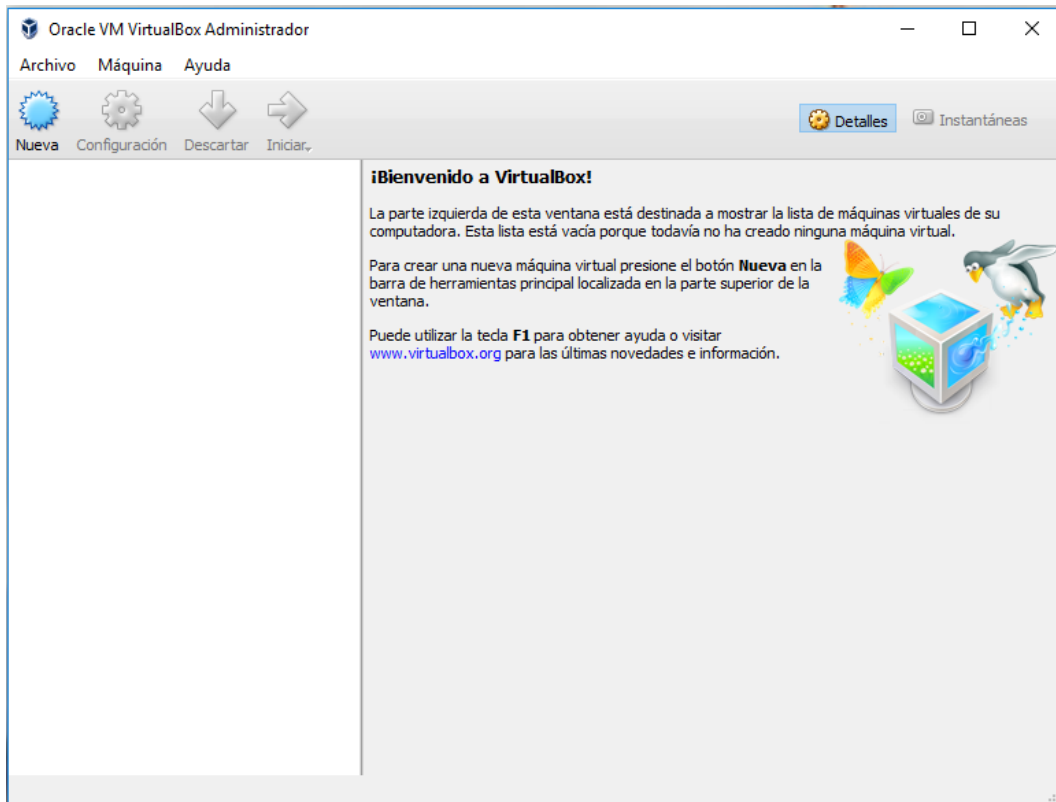 Oracle VM VirtualBox Administrador
Archivo Máquina Ayuda
Nueva Configuración Descartar Iniciar Detalles Instantáneas
¡Bienvenido a VirtualBox!
La parte izquierda de esta ventana está destinada a mostrar la lista de máquinas virtuales de su
computadora. Esta lista está vacía porque todavía no ha creado ninguna máquina virtual.
Para crear una nueva máquina virtual presione el botón Nueva en la
barra de herramientas principal localizada en la parte superior de la
ventana.
Puede utilizar la tecla F1 para obtener ayuda o visitar
www.virtualbox.org para las últimas novedades e información.